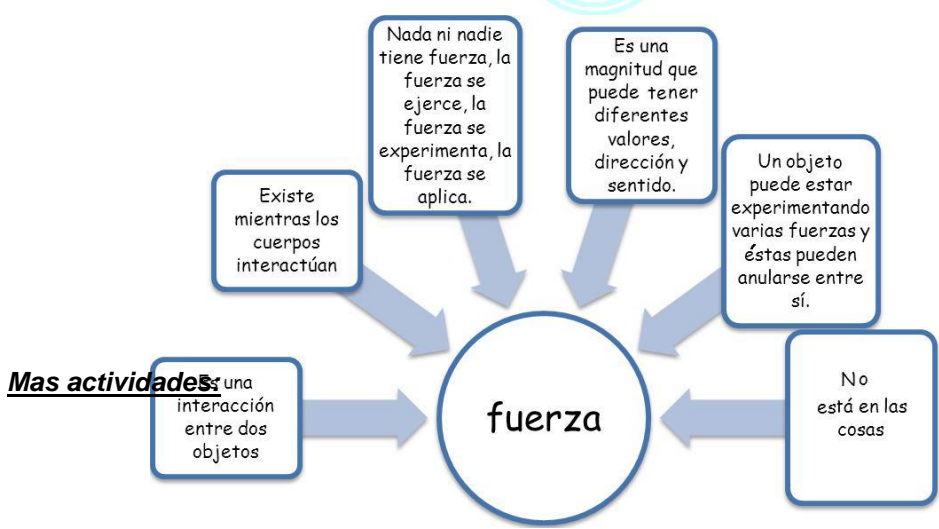 Nada ni nadie
tiene fuerza, la
fuerza se
ejerce, la
fuerza se
experimenta, la
fuerza se
aplica.
Es una
magnitud que
puede tener
diferentes
valores,
dirección y
sentido.
Existe
mientras los
cuerpos
interactúan
Un objeto
puede estar
experimentando
varias fuerzas y
éstas pueden
anularse entre
sí.
Mas actividades:
Es una
interacción
entre dos
objetos
fuerza
No
está en las
cosas